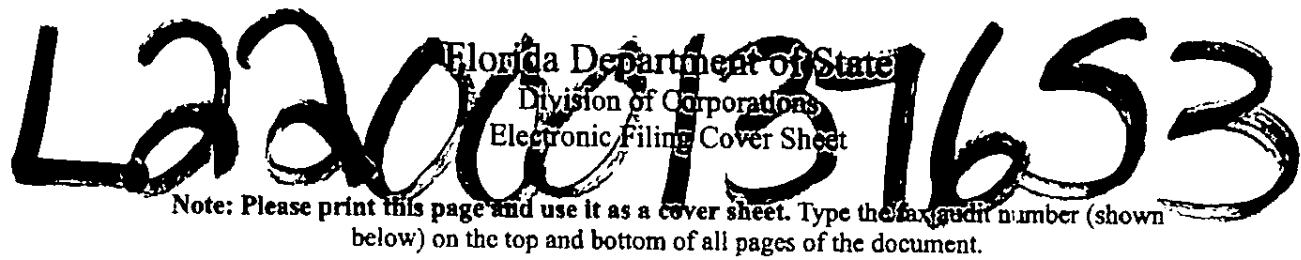 L22000137653
Florida Department of State
Division of Corporations
Electronic Filing Cover Sheet
Note: Please print this page and use it as a cover sheet. Type the fax audit number (shown
below) on the top and bottom of all pages of the document.